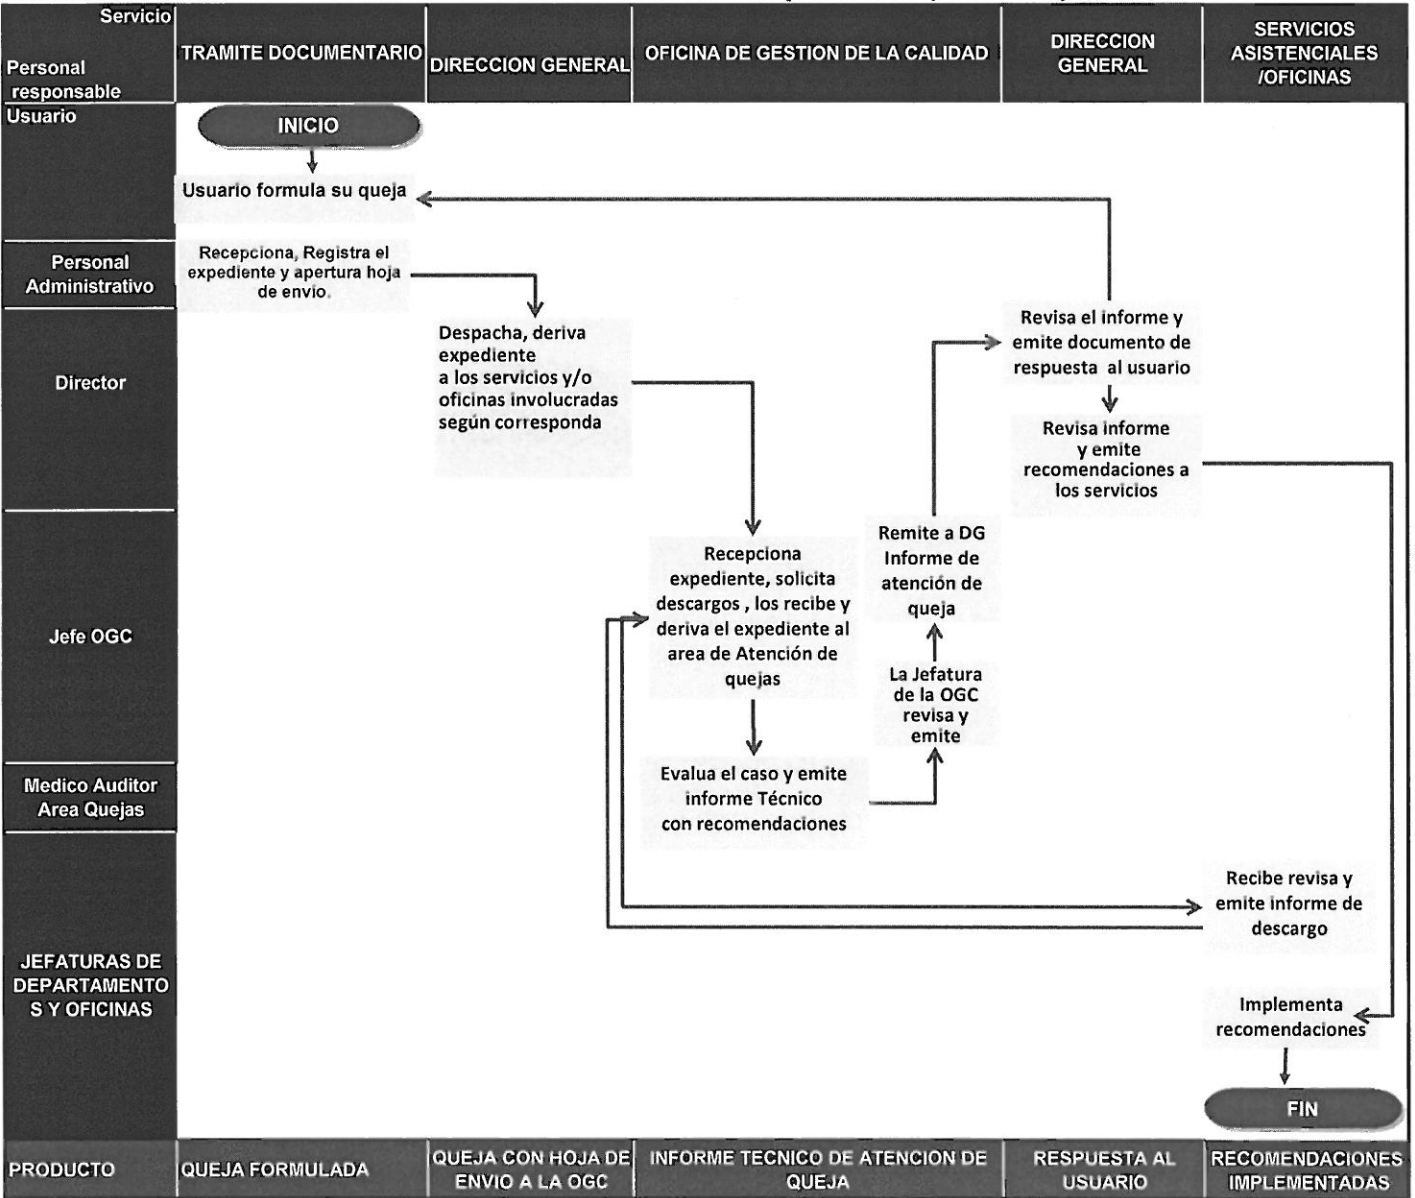 Servicio
Personal
responsable
TRAMITE DOCUMENTARIO
DIRECCION GENERAL
OFICINA DE GESTION DE LA CALIDAD
DIRECCION
GENERAL
SERVICIOS
ASISTENCIALES
/OFICINAS
Usuario
INICIO
Usuario formula su queja
Personal
Administrativo
Recepciona, Registra el
expediente y apertura hoja
de envio.
Director
Despacha, deriva
expediente
a los servicios y/o
oficinas involucradas
según corresponda
Revisa el informe y
emite documento de
respuesta al usuario
Revisa informe
y emite
recomendaciones a
los servicios
Jefe OGC
Recepciona
expediente, solicita
descargos , los recibe y
deriva el expediente al
area de Atención de
quejas
Remite a DG
Informe de
atención de
queja
La Jefatura
de la OGC
revisa y
emite
Medico Auditor
Area Quejas
Evalua el caso y emite
informe Técnico
con recomendaciones
JEFATURAS DE
DEPARTAMENTO
S Y OFICINAS
Recibe revisa y
emite informe de
descargo
Implementa
recomendaciones
FIN
PRODUCTO
QUEJA FORMULADA
QUEJA CON HOJA DE
ENVIO A LA OGC
INFORME TECNICO DE ATENCION DE
QUEJA
RESPUESTA AL
USUARIO
RECOMENDACIONES
IMPLEMENTADAS